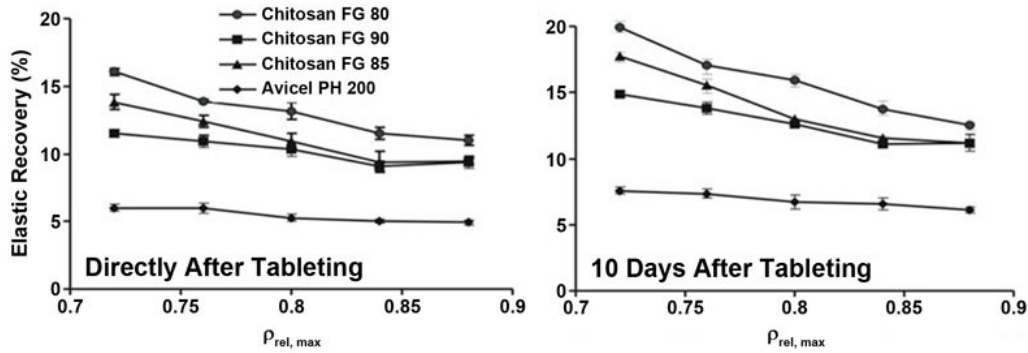 Elastic Recovery (%)
20
15
10
5
0
Chitosan FG 80
Chitosan FG 90
Chitosan FG 85
Avicel PH 200
Directly After Tableting
0.7
0.75
0.8
0.85
0.9
ρrel, max
20
15
10
5
0
10 Days After Tableting
0.7
0.75
0.8
0.85
0.9
ρrel, max